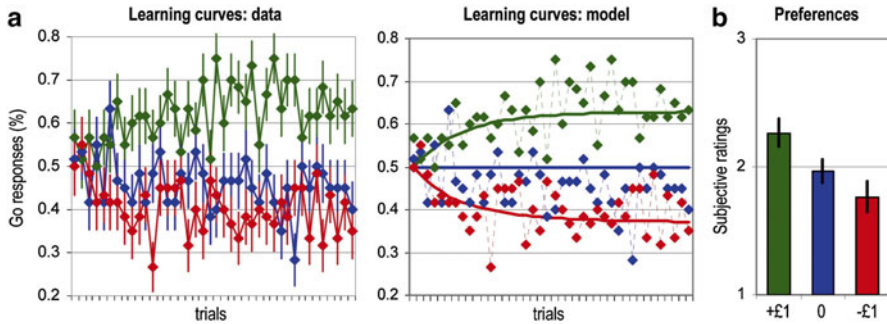 a
Learning curves: data
Learning curves: model
b
Preferences
Go responses (%)
0.8
0.7
0.6
0.5
0.4
0.3
0.2
trials
0.8
0.7
0.6
0.5
0.4
0.3
0.2
trials
Subjective ratings
3
2
1
+£1
0
-£1